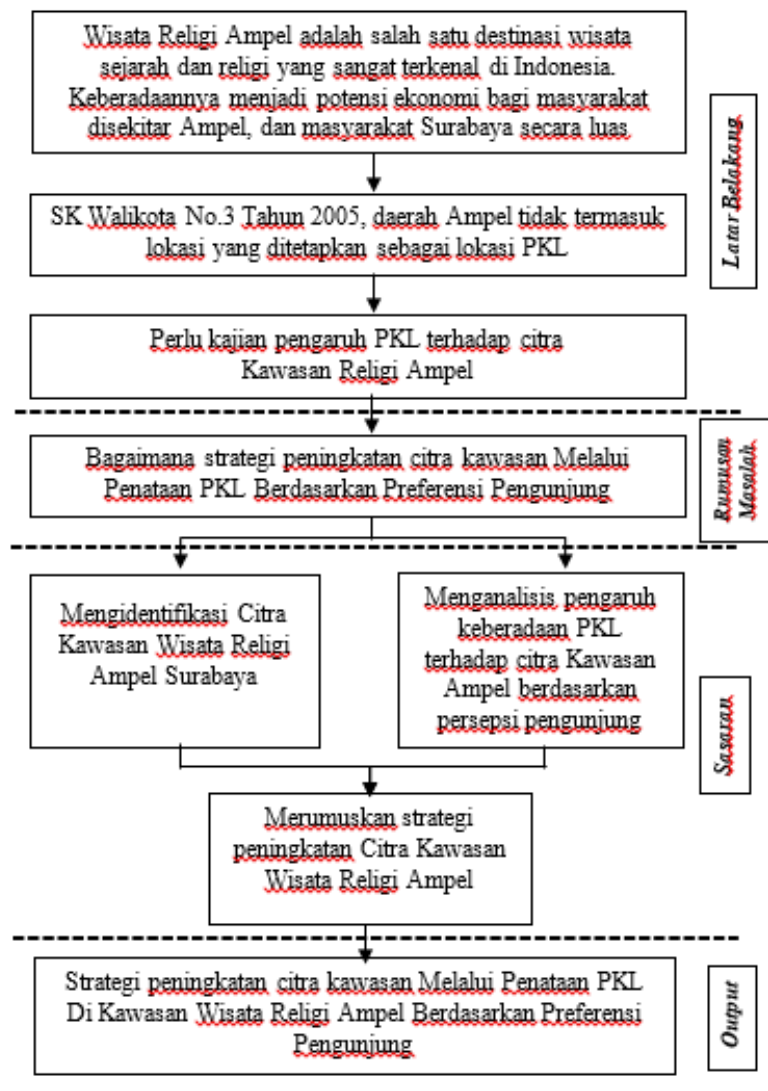 Wisata Religi Ampel adalah salah satu destinasi wisata
sejarah dan religi yang sangat terkenal di Indonesia.
Keberadaannya menjadi potensi ekonomi bagi masyarakat
disekitar Ampel, dan masyarakat Surabaya secara luas
SK Walikota No.3 Tahun 2005, daerah Ampel tidak termasuk
lokasi yang ditetapkan sebagai lokasi PKL
Perlu kajian pengaruh PKL terhadap citra
Kawasan Religi Ampel
Latar Belakang
Bagaimana strategi peningkatan citra kawasan Melalui
Penataan PKL Berdasarkan Preferensi Pengunjung
Rumusan
Masalah
Mengidentifikasi Citra
Kawasan Wisata Religi
Ampel Surabaya
Menganalisis pengaruh
keberadaan PKL
terhadap citra Kawasan
Ampel berdasarkan
persepsi pengunjung
Merumuskan strategi
peningkatan Citra Kawasan
Wisata Religi Ampel
Sasaran
Strategi peningkatan citra kawasan Melalui Penataan PKL
Di Kawasan Wisata Religi Ampel Berdasarkan Preferensi
Pengunjung
Output